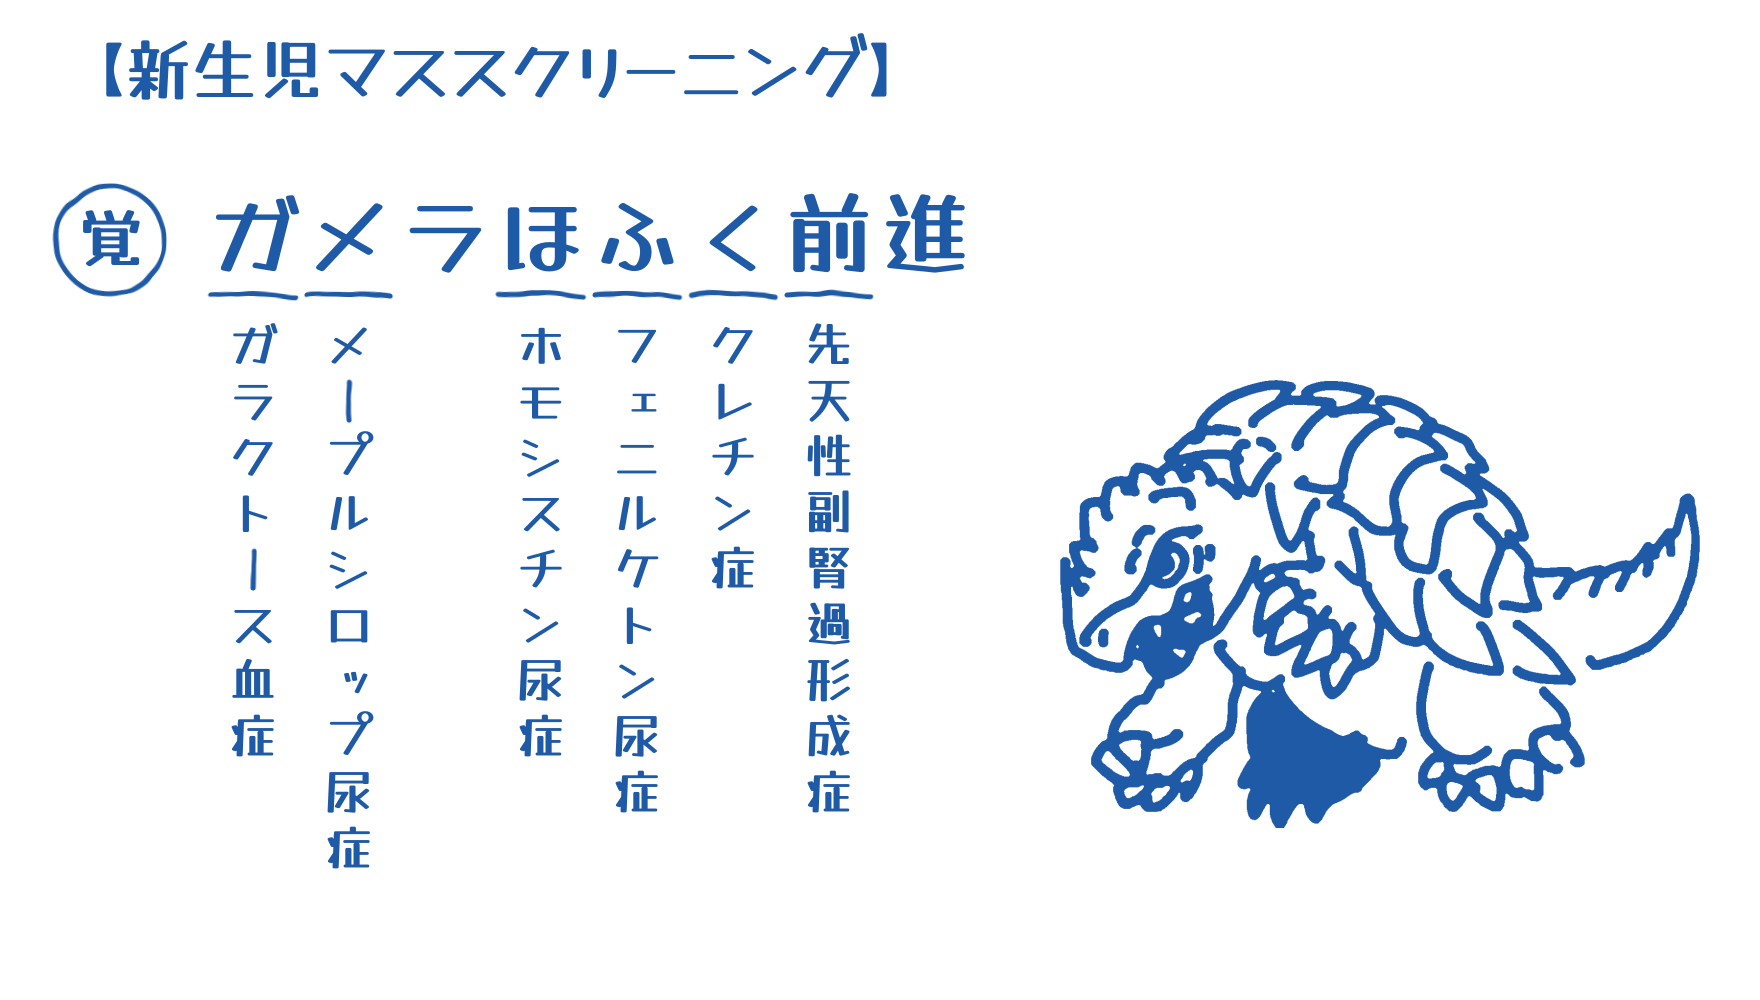 【新生児マススクリーニング】
覚 ガメラほふく前進
ガラクトース血症
メープルシロップ尿症
ホモシスチン尿症
フェニルケトン尿症
クレチン症
先天性副腎過形成症